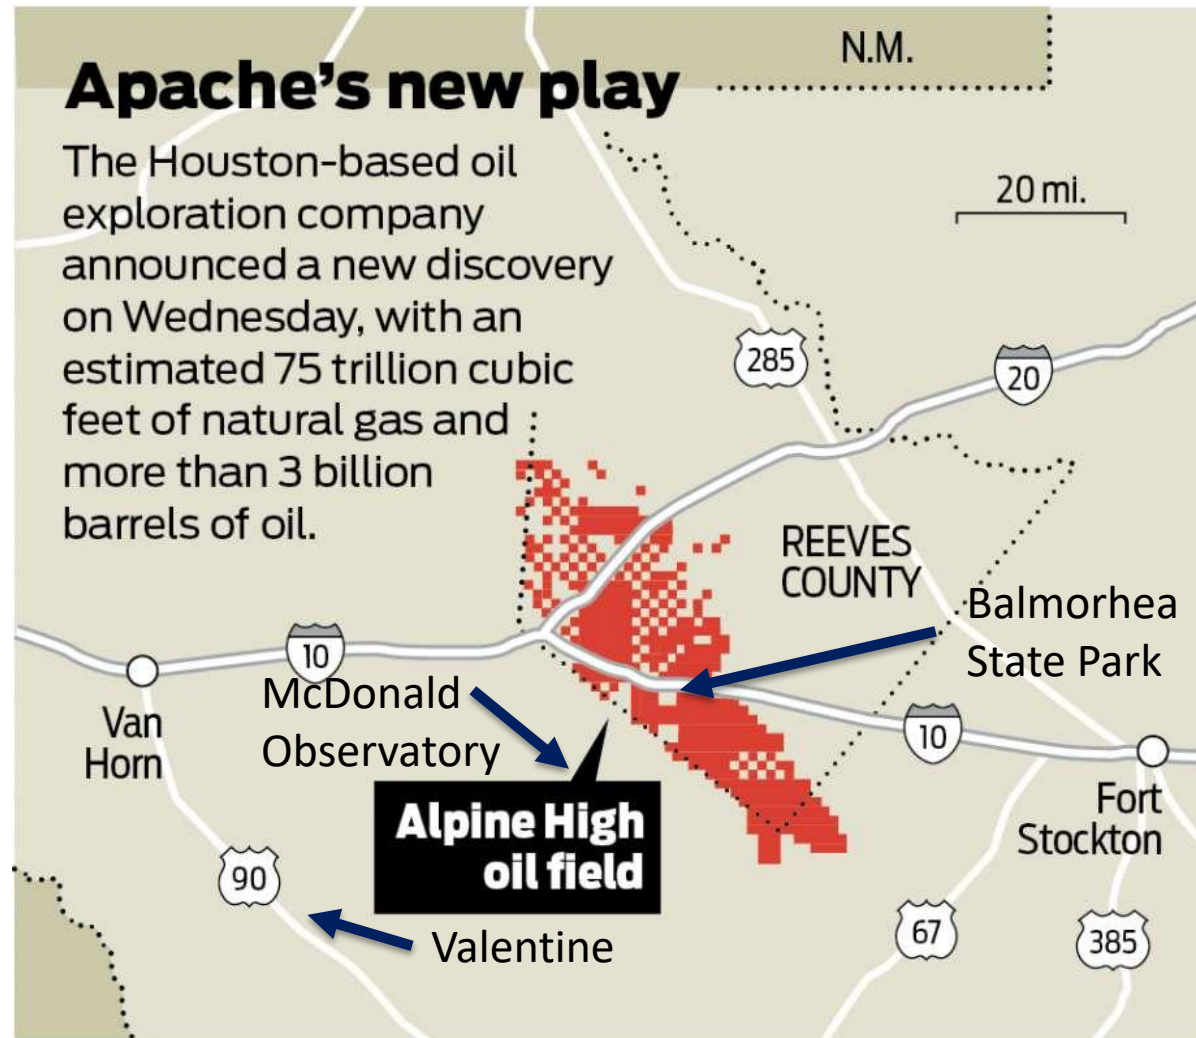 N.M.
Apache's new play
The Houston-based oil
exploration company
announced a new discovery
on Wednesday, with an
estimated 75 trillion cubic
feet of natural gas and
more than 3 billion
barrels of oil.
20 mi.
285
20
REEVES
COUNTY
Balmorhea
State Park
10
McDonald
Observatory
Van
Horn
10
Alpine High
oil field
Fort
Stockton
90
Valentine
67
385